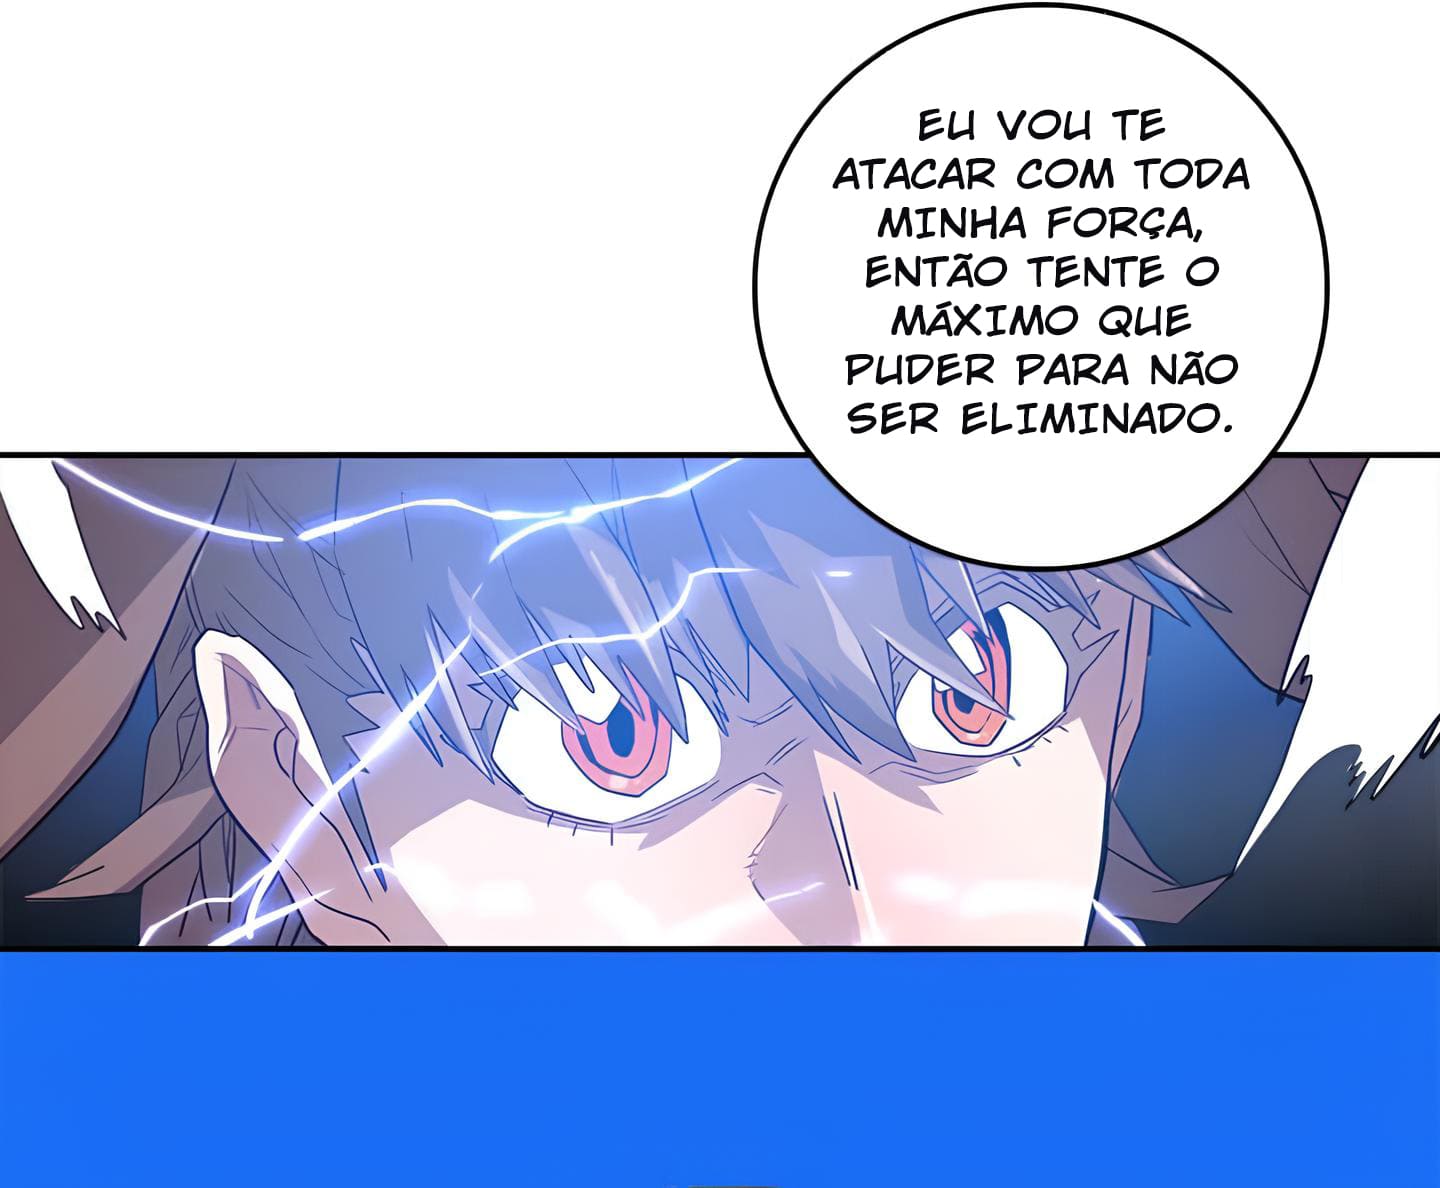 EU VOU TE
ATACAR COM TODA
MINHA FORÇA,
ENTÃO TENTE O
MÁXIMO QUE
PUDER PARA NÃO
SER ELIMINADO.